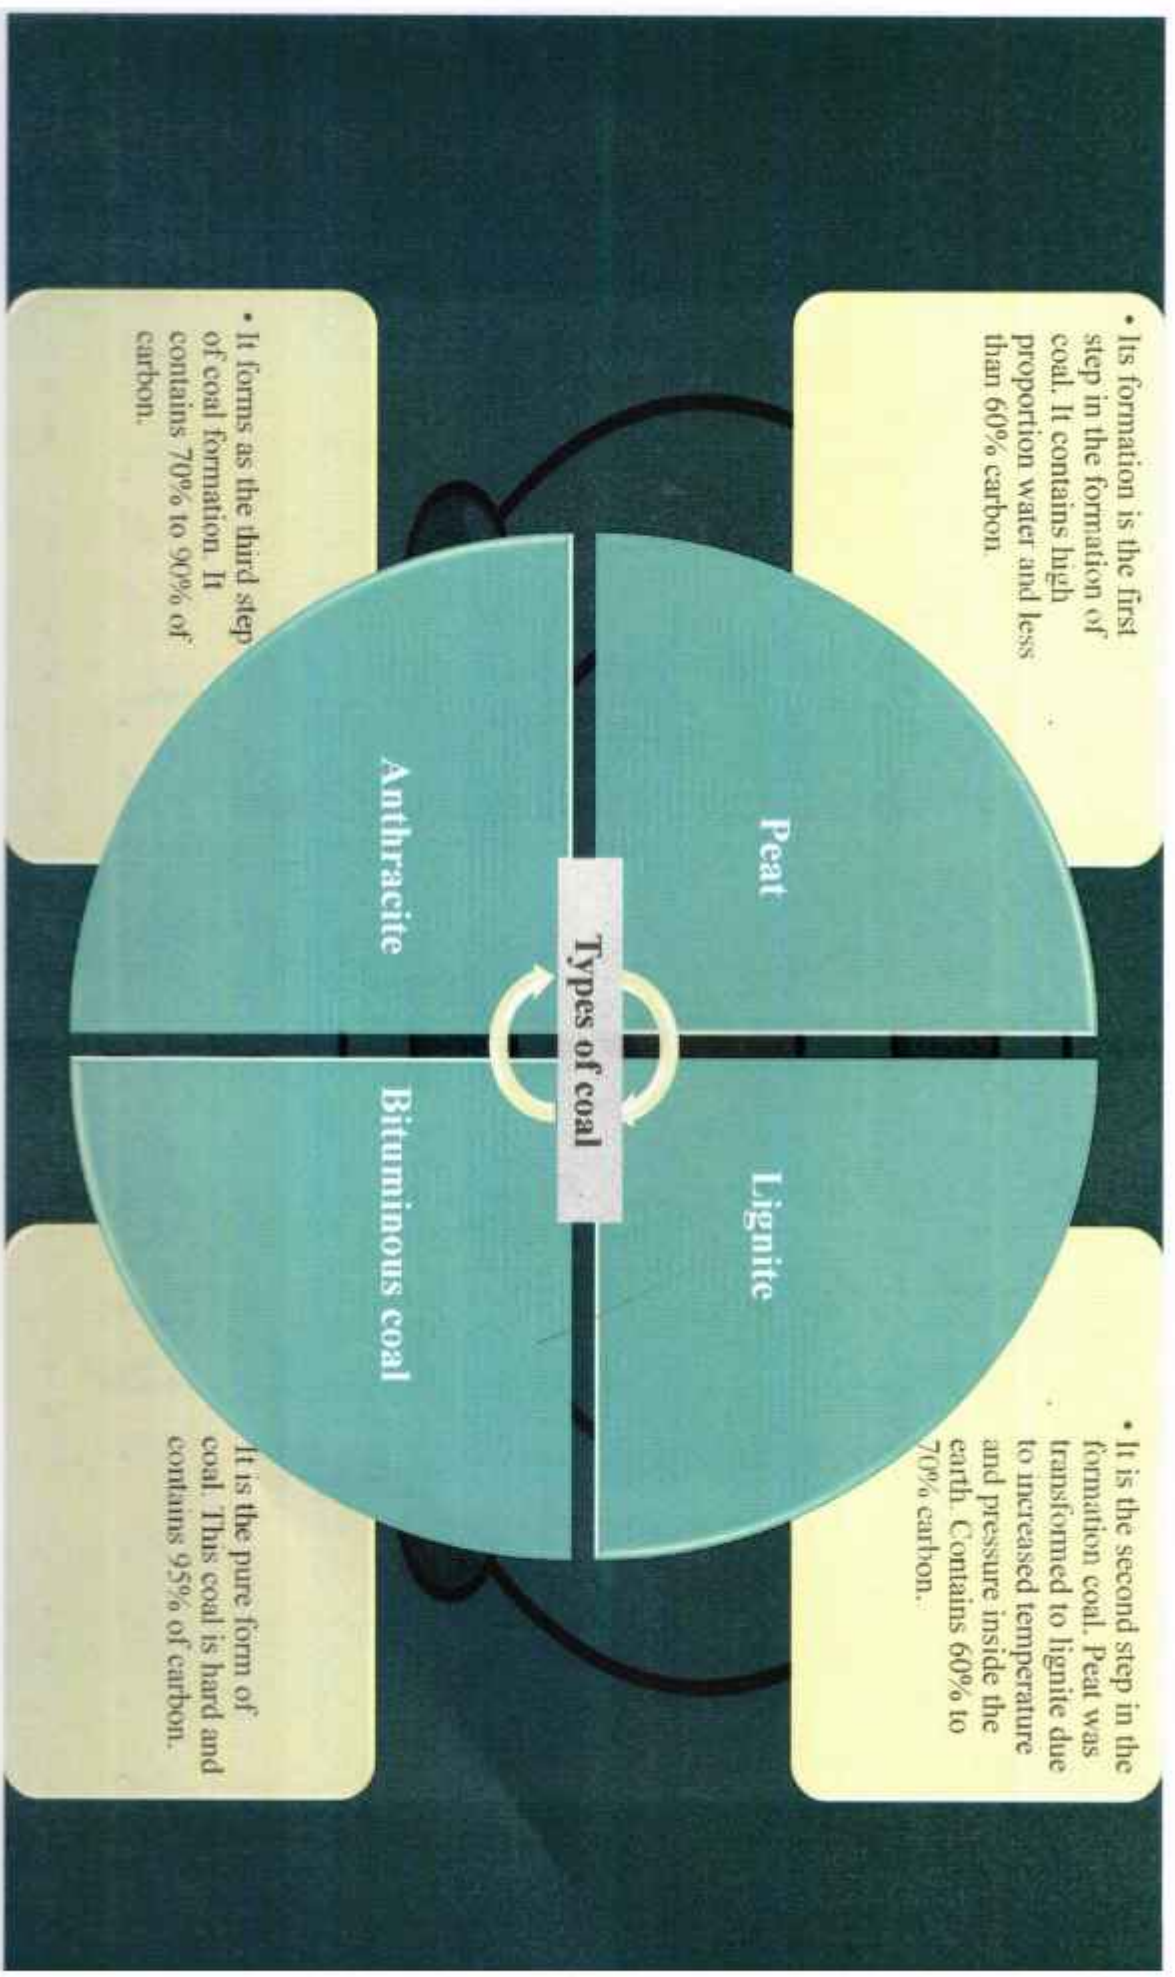 • Its formation is the first
step in the formation of
coal. It contains high
proportion water and less
than 60% carbon.
• It is the second step in the
formation coal. Peat was
transformed to lignite due
to increased temperature
and pressure inside the
earth. Contains 60% to
70% carbon.
Peat
Lignite
Types of coal
Anthracite
Bituminous coal
• It forms as the third step
of coal formation. It
contains 70% to 90% of
carbon.
It is the pure form of
coal. This coal is hard and
contains 95% of carbon.